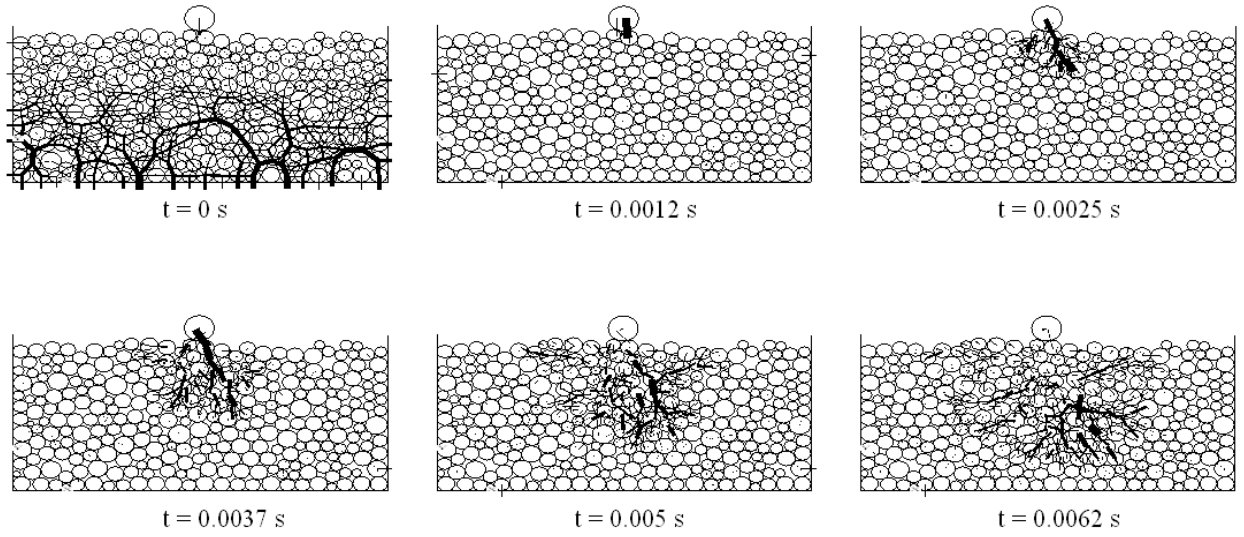 t = 0 s
t = 0.0012 s
t = 0.0025 s
t = 0.0037 s
t = 0.005 s
t = 0.0062 s